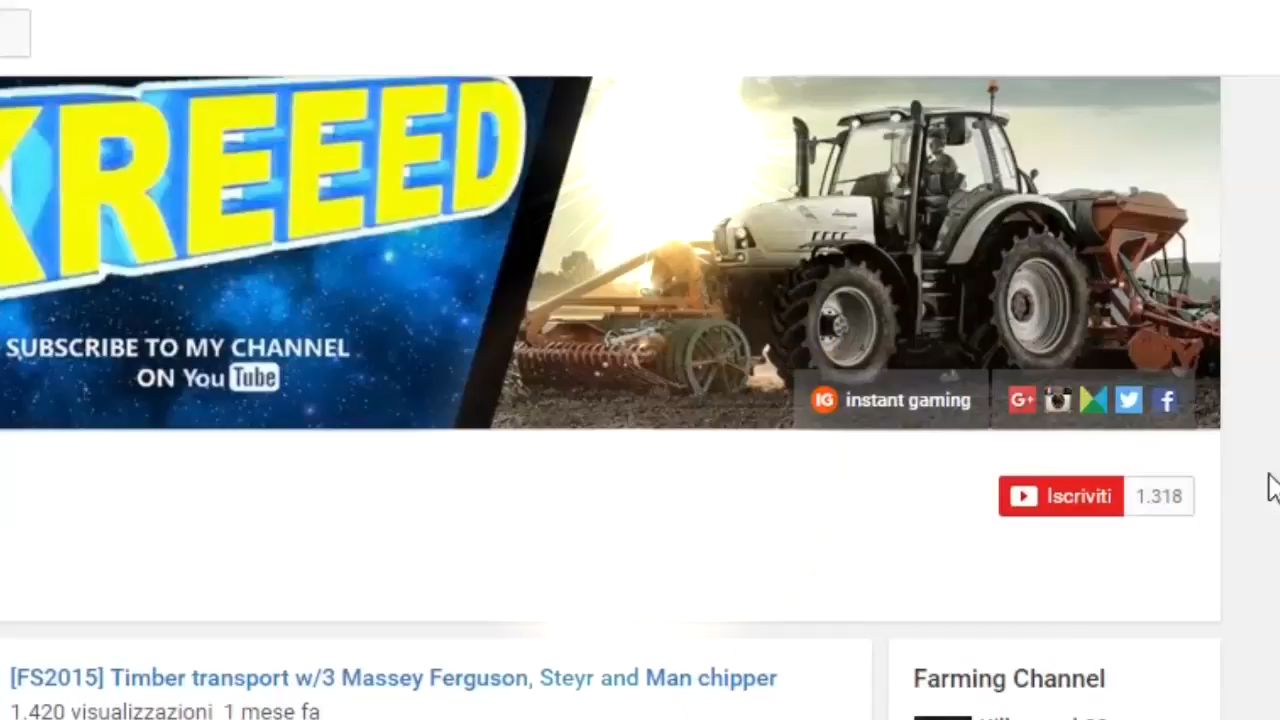 KREEED
SUBSCRIBE TO MY CHANNEL
ON YouTube
IG instant gaming
G+
Iscriviti 1.318
[FS2015] Timber transport w/3 Massey Ferguson, Steyr and Man chipper
1.420 visualizzazioni 1 mese fa
Farming Channel